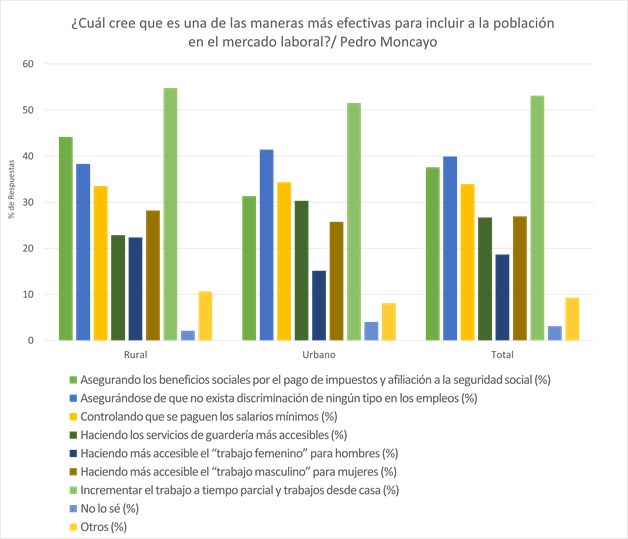 ¿Cuál cree que es una de las maneras más efectivas para incluir a la población
en el mercado laboral?/ Pedro Moncayo
60
50
40
30
20
10
0
% de Respuestas
Rural Urbano Total
Asegurando los beneficios sociales por el pago de impuestos y afiliación a la seguridad social (%)
Asegurándose de que no exista discriminación de ningún tipo en los empleos (%)
Controlando que se paguen los salarios mínimos (%)
Haciendo los servicios de guardería más accesibles (%)
Haciendo más accesible el “trabajo femenino” para hombres (%)
Haciendo más accesible el “trabajo masculino” para mujeres (%)
Incrementar el trabajo a tiempo parcial y trabajos desde casa (%)
No lo sé (%)
Otros (%)